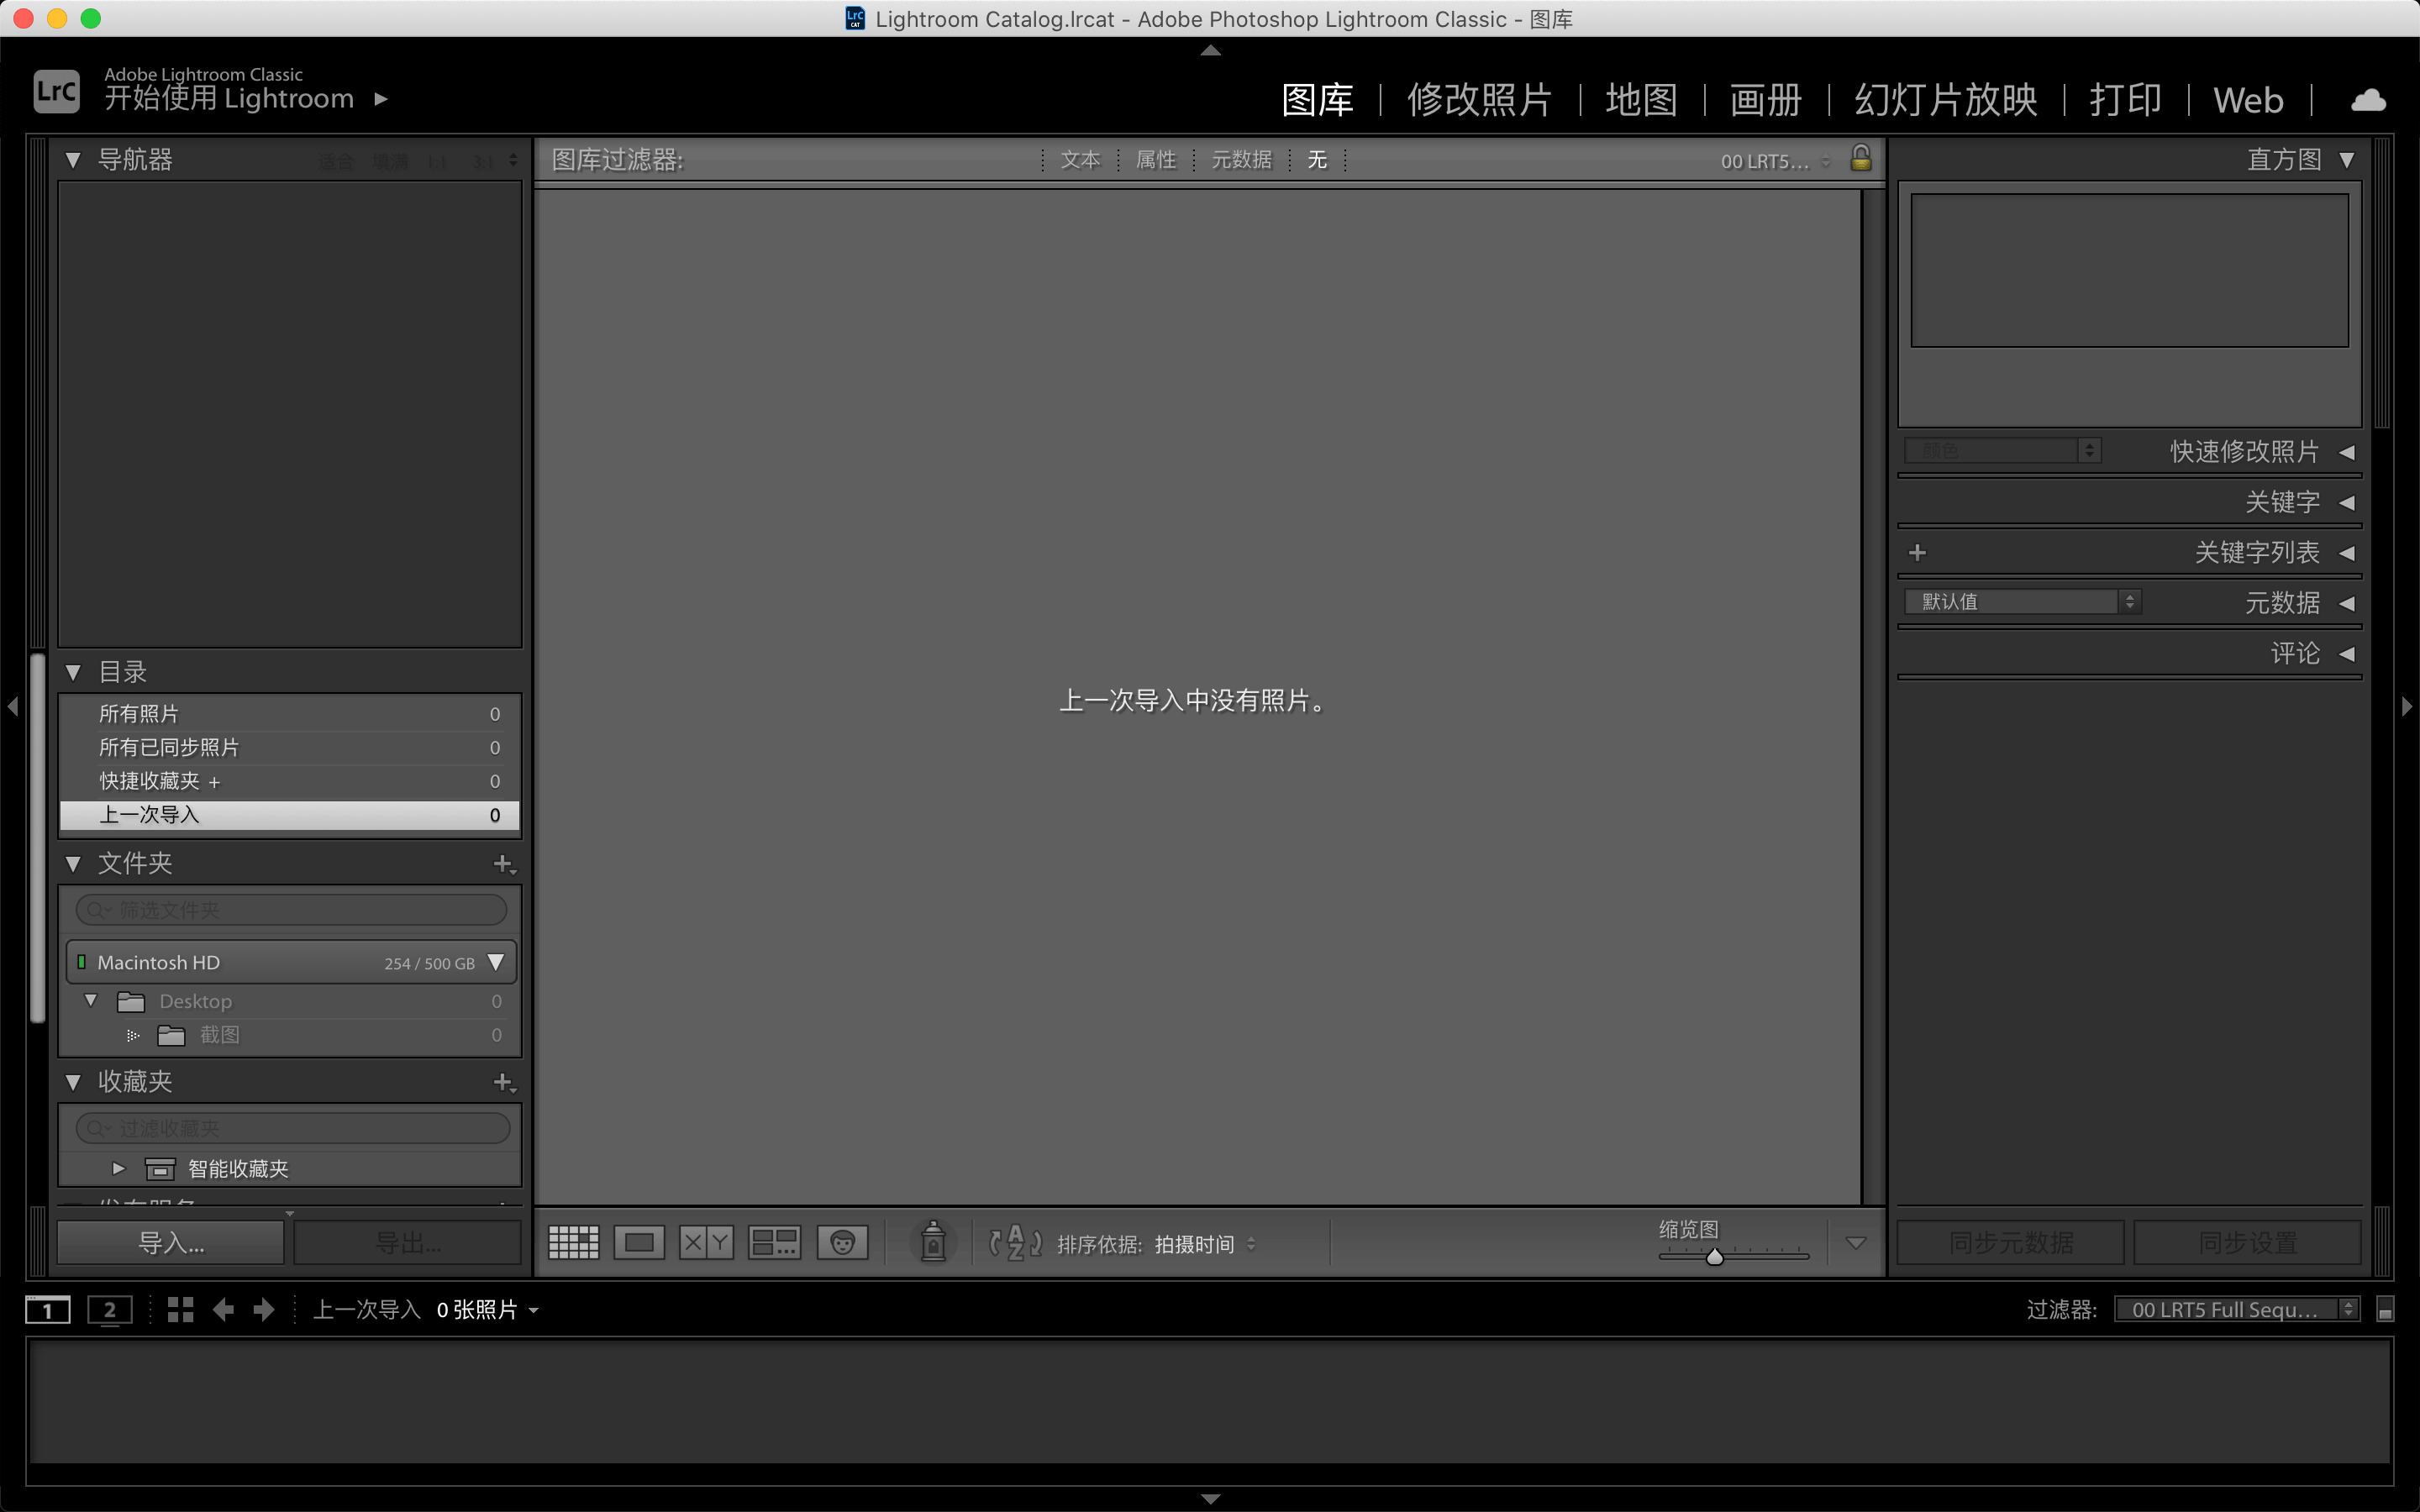 Lightroom Catalog.lrcat - Adobe Photoshop Lightroom Classic - 图库
LrC
Adobe Lightroom Classic
开始使用 Lightroom
图库 | 修改照片 | 地图 | 画册 | 幻灯片放映 | 打印 | Web |
导航器 适合 填满 1:1 3:1
图库过滤器: 文本 属性 元数据 无 00 LRT5...
直方图
颜色 快速修改照片
关键字
+ 关键字列表
默认值 元数据
评论
上一次导入中没有照片。
目录
所有照片 0
所有已同步照片 0
快捷收藏夹 + 0
上一次导入 0
文件夹
筛选文件夹
Macintosh HD 254 / 500 GB
Desktop 0
截图 0
收藏夹
过滤收藏夹
智能收藏夹
导入... 导出...
XY
排序依据: 拍摄时间
缩览图
同步元数据 同步设置
1 2 上一次导入 0 张照片
过滤器: 00 LRT5 Full Sequ...